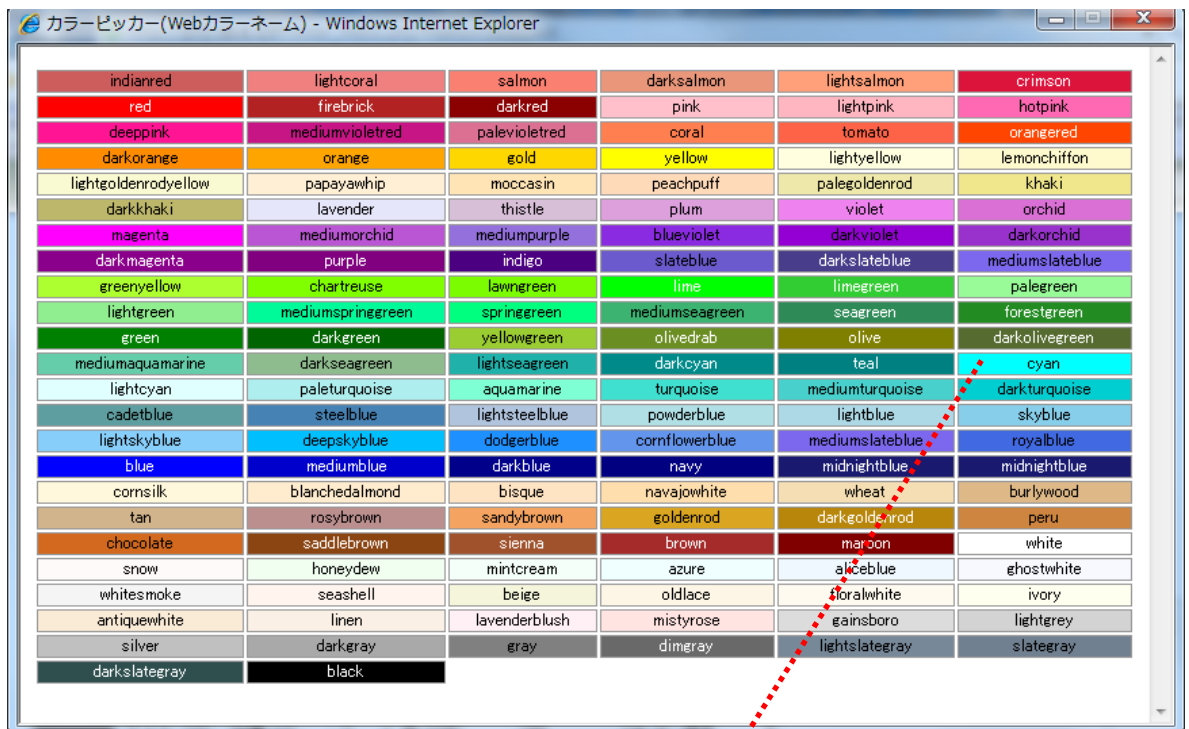 カラーピッカー(Webカラーネーム) - Windows Internet Explorer
indianred lightcoral salmon darksalmon lightsalmon crimson
red firebrick darkred pink lightpink hotpink
deeppink mediumvioletred palevioletred coral tomato orangered
darkorange orange gold yellow lightyellow lemonchiffon
lightgoldenrodyellow papayawhip moccasin peachpuff palegoldenrod khaki
darkkhaki lavender thistle plum violet orchid
magenta mediumorchid mediumpurple blueviolet darkviolet darkorchid
darkmagenta purple indigo slateblue darkslateblue mediumslateblue
greenyellow chartreuse lawngreen lime limegreen palegreen
lightgreen mediumspringgreen springgreen mediumseagreen seagreen forestgreen
green darkgreen yellowgreen olivedrab olive darkolivegreen
mediumaquamarine darkseagreen lightseagreen darkcyan teal cyan
lightcyan paleturquoise aquamarine turquoise mediumturquoise darkturquoise
cadetblue steelblue lightsteelblue powderblue lightblue skyblue
lightskyblue deepskyblue dodgerblue cornflowerblue mediumslateblue royalblue
blue mediumblue darkblue navy midnightblue midnightblue
cornsilk blanchedalmond bisque navajowhite wheat burlywood
tan rosybrown sandybrown goldenrod darkgoldenrod peru
chocolate saddlebrown sienna brown maroon white
snow honeydew mintcream azure aliceblue ghostwhite
whitesmoke seashell beige oldlace floralwhite ivory
antiquewhite linen lavenderblush mistyrose gainsboro lightgrey
silver darkgray gray dimgray lightslategray slategray
darkslategray black